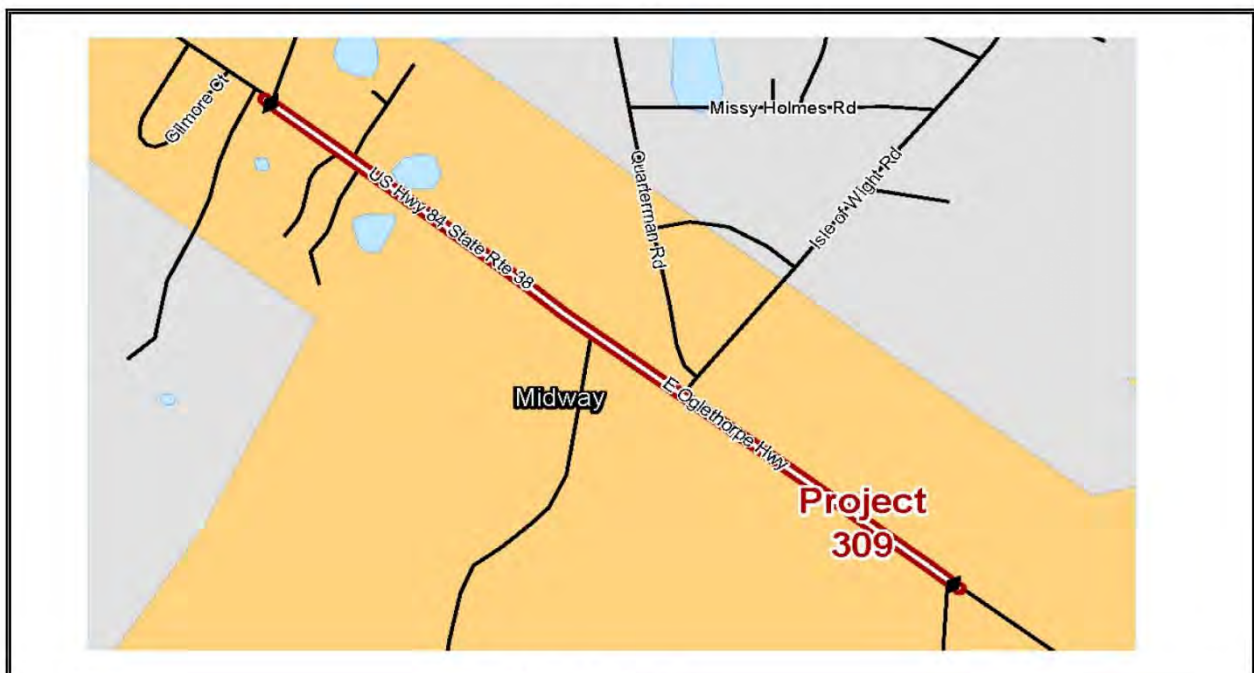 Gilmore Ct
Missy Holmes Rd
US Hwy 84 State Rte 38
Quarterman Rd
Isle of Wight Rd
Midway
E Oglethorpe Hwy
Project
309